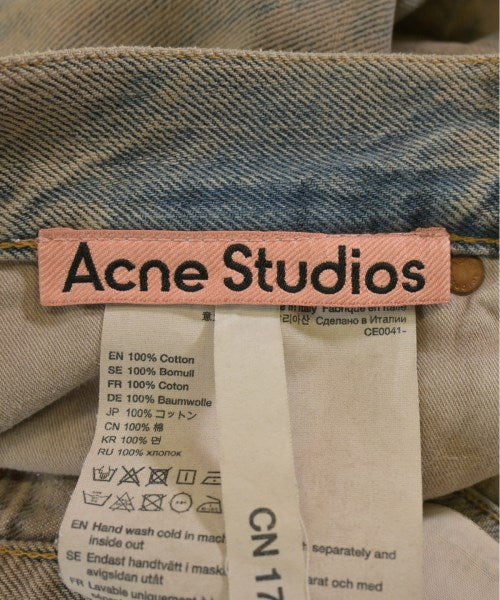 Acne Studios
in Italy Fabriqué en Italie
리아산 Сделано в Италии
CE0041-
EN 100% Cotton
SE 100% Bomull
FR 100% Coton
DE 100% Baumwolle
JP 100% コットン
CN 100% 棉
KR 100% 면
RU 100% хлопок
EN Hand wash cold in mach separately and
inside out
SE Endast handtvätt i maski arat och med
avigsidan utåt
FR Lavable uniquement
CN 17